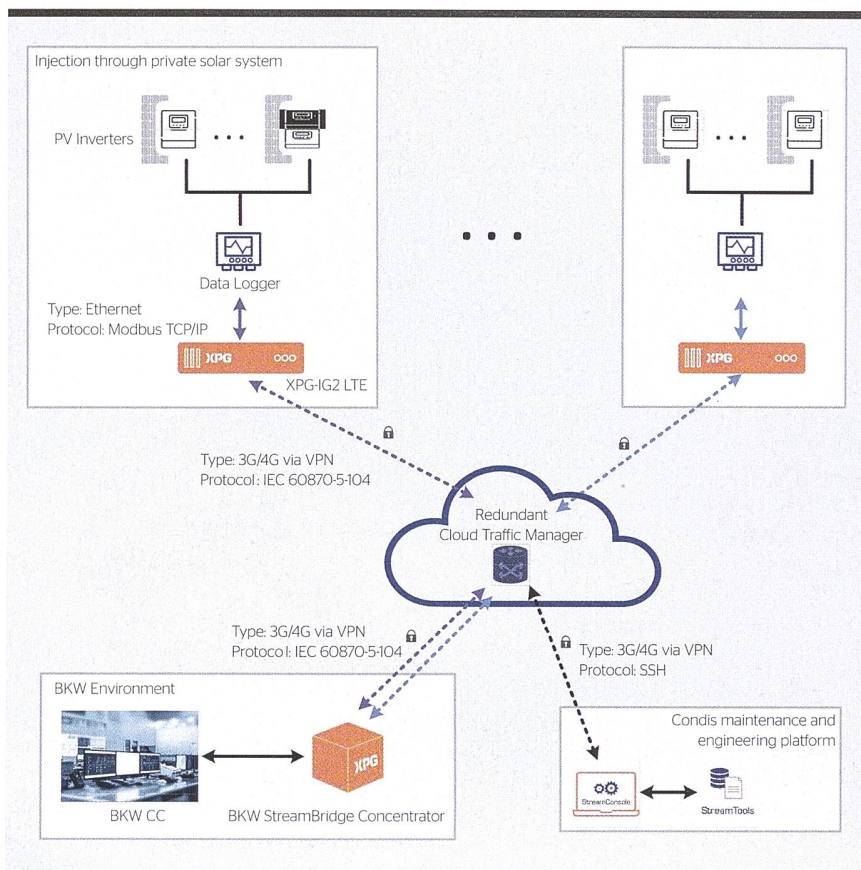 Injection through private solar system
PV Inverters
Data Logger
Type: Ethernet
Protocol: Modbus TCP/IP
XPG
XPG-IG2 LTE
XPG
Type: 3G/4G via VPN
Protocol: IEC 60870-5-104
Redundant
Cloud Traffic Manager
Type: 3G/4G via VPN
Protocol: IEC 60870-5-104
Type: 3G/4G via VPN
Protocol: SSH
BKW Environment
XPG
BKW CC
BKW StreamBridge Concentrator
Condis maintenance and
engineering platform
StreamConsole
StreamTools